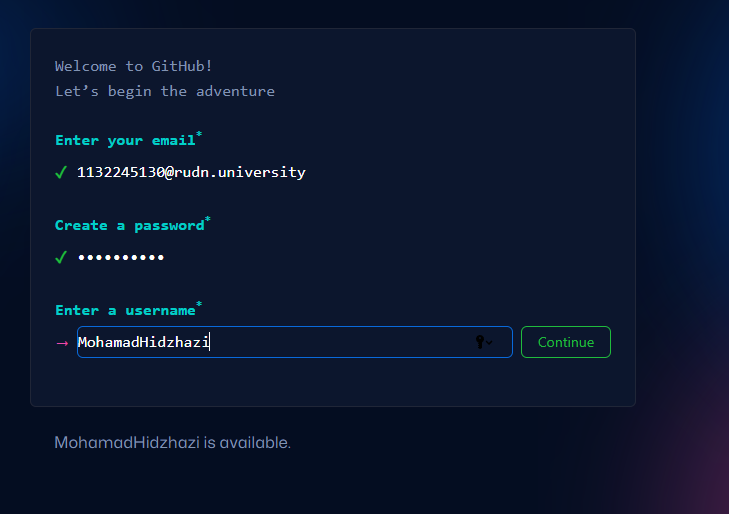 Welcome to GitHub!
Let’s begin the adventure
Enter your email*
✓ 1132245130@rudn.university
Create a password*
✓ ••••••••••
Enter a username*
→ MohamadHidzhazi Continue
MohamadHidzhazi is available.